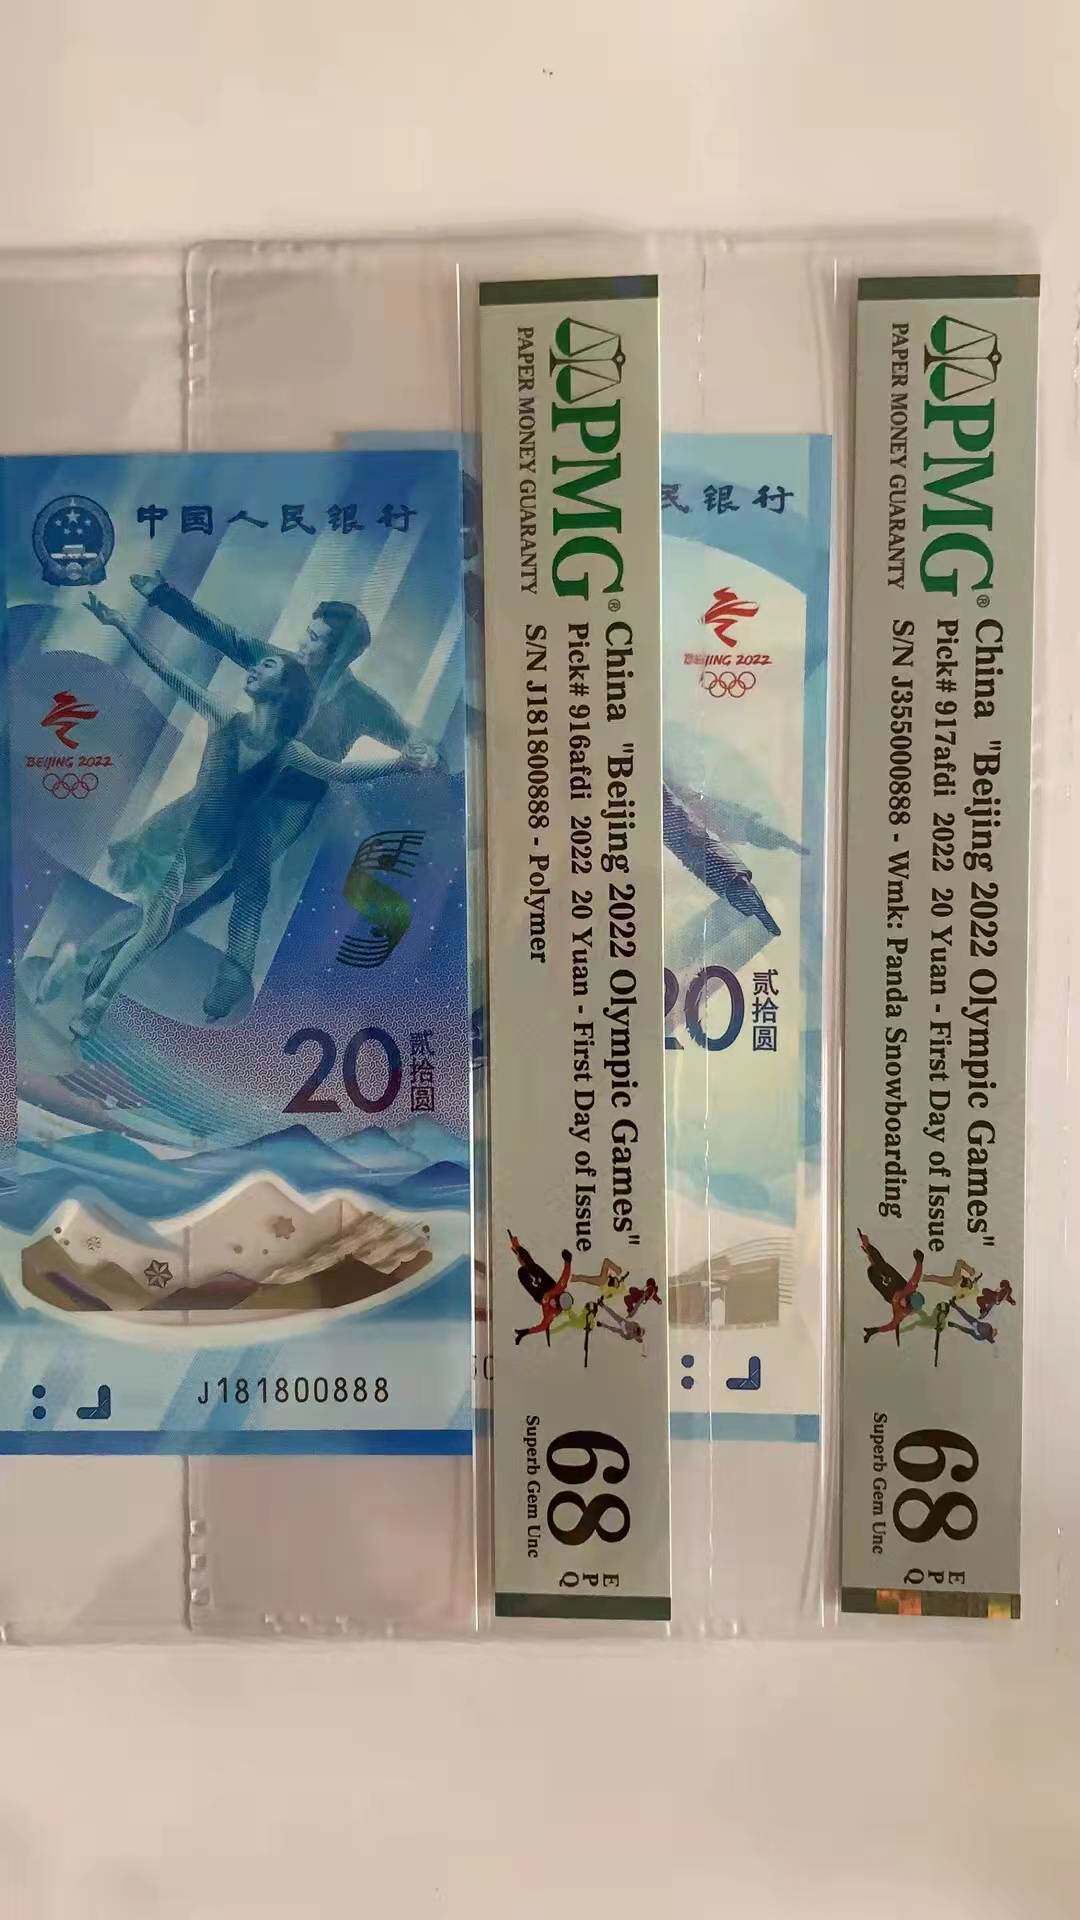 中国人民银行
BEIJING 2022
20
贰拾圆
J181800888
PMG®
PAPER MONEY GUARANTY
China "Beijing 2022 Olympic Games"
Pick# 916afdi 2022 20 Yuan - First Day of Issue
S/N J181800888 - Polymer
68
EPQ
Superb Gem Unc
民银行
BEIJING 2022
20
贰拾圆
PMG®
PAPER MONEY GUARANTY
China "Beijing 2022 Olympic Games"
Pick# 917afdi 2022 20 Yuan - First Day of Issue
S/N J355000888 - Wmk: Panda Snowboarding
68
EPQ
Superb Gem Unc